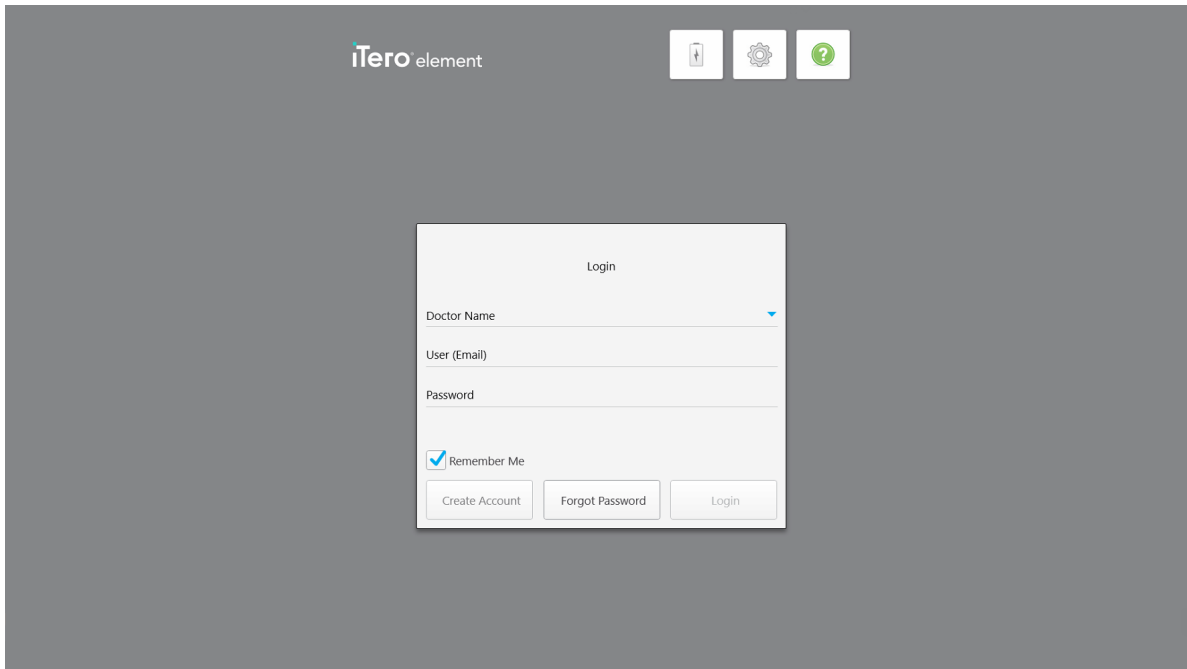 iTero element
?
Login
Doctor Name
User (Email)
Password
Remember Me
Create Account
Forgot Password
Login